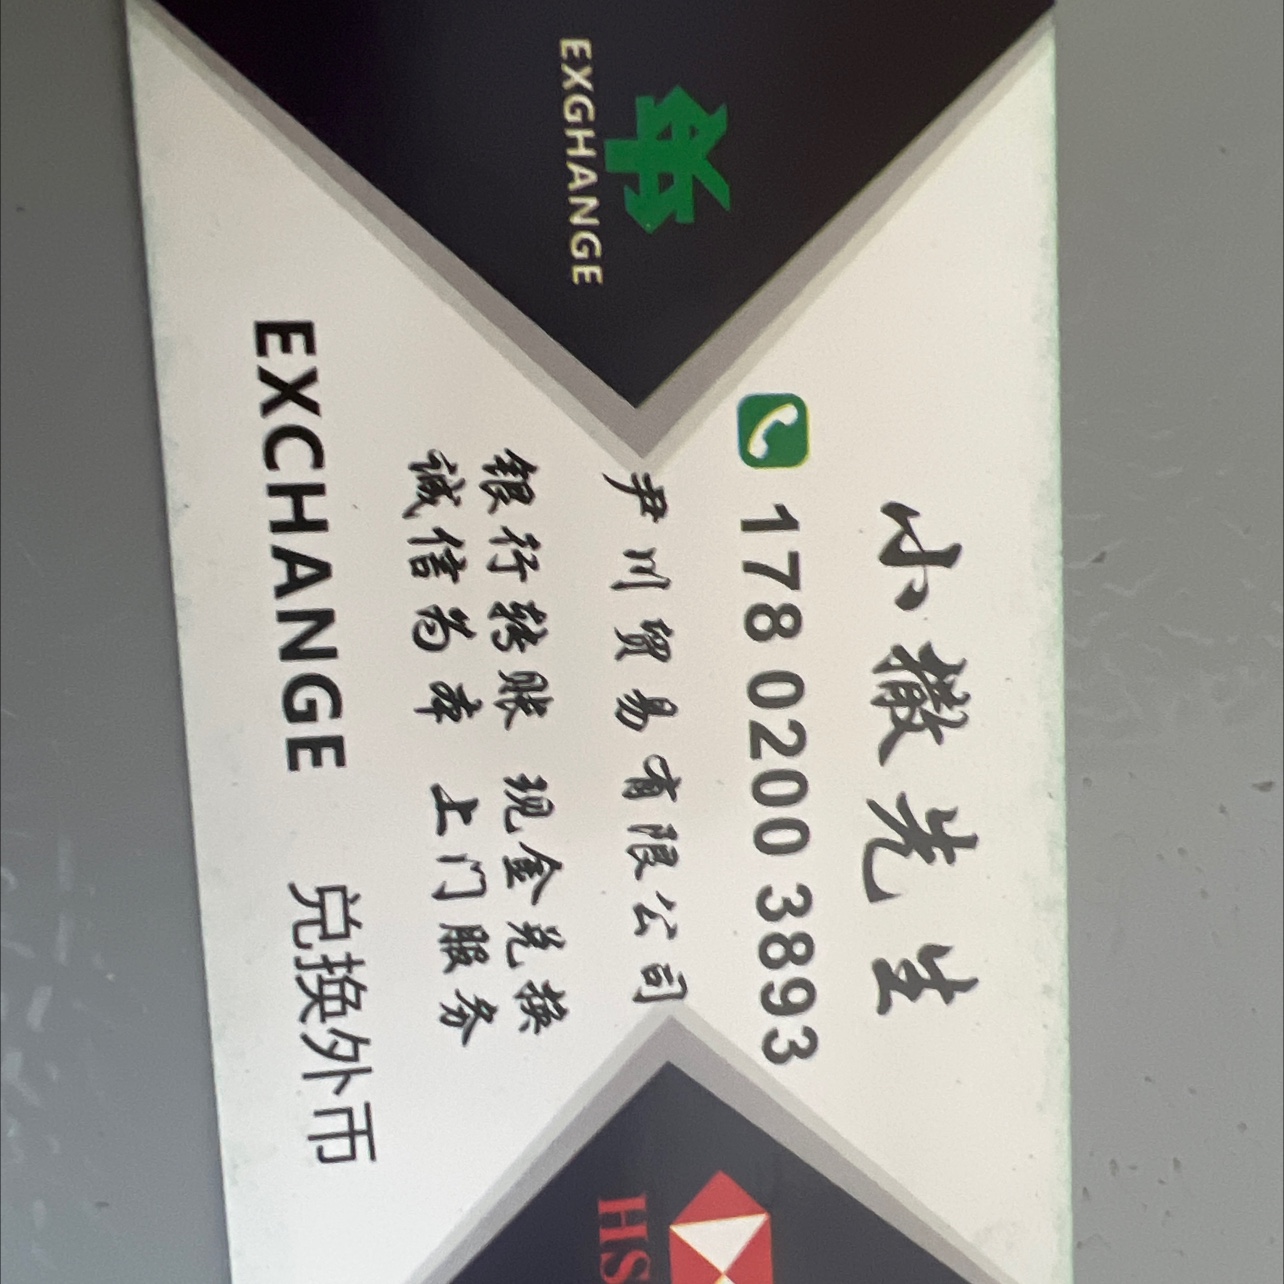 小徽先生
178 0200 3893
尹川贸易有限公司
银行转账 现金兑换
诚信为本 上门服务
EXCHANGE 兑换外币
EXGHANGE
HS